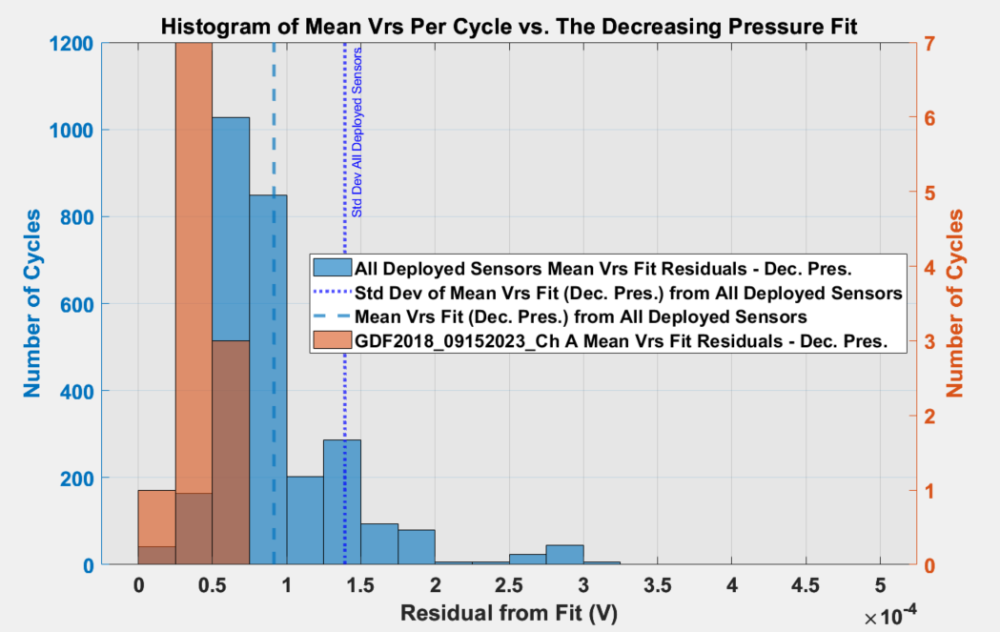 Histogram of Mean Vrs Per Cycle vs. The Decreasing Pressure Fit
1200
1000
800
600
400
200
0
Number of Cycles
7
6
5
4
3
2
1
0
Number of Cycles
Std Dev All Deployed Sensors
All Deployed Sensors Mean Vrs Fit Residuals - Dec. Pres.
Std Dev of Mean Vrs Fit (Dec. Pres.) from All Deployed Sensors
Mean Vrs Fit (Dec. Pres.) from All Deployed Sensors
GDF2018_09152023_Ch A Mean Vrs Fit Residuals - Dec. Pres.
0 0.5 1 1.5 2 2.5 3 3.5 4 4.5 5
Residual from Fit (V)
×10⁻⁴